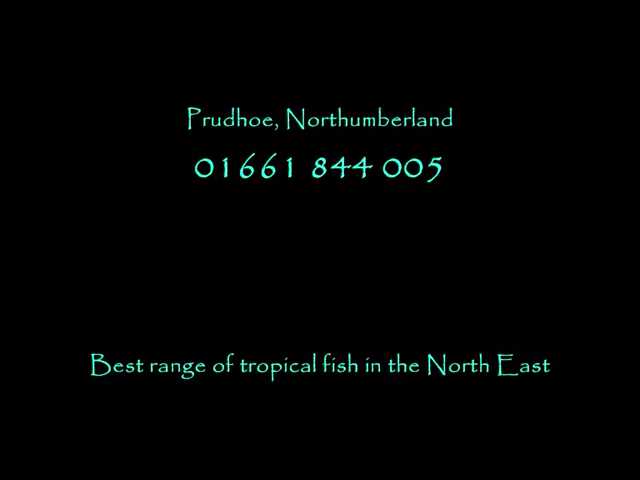 Prudhoe, Northumberland
01661 844 005
Best range of tropical fish in the North East